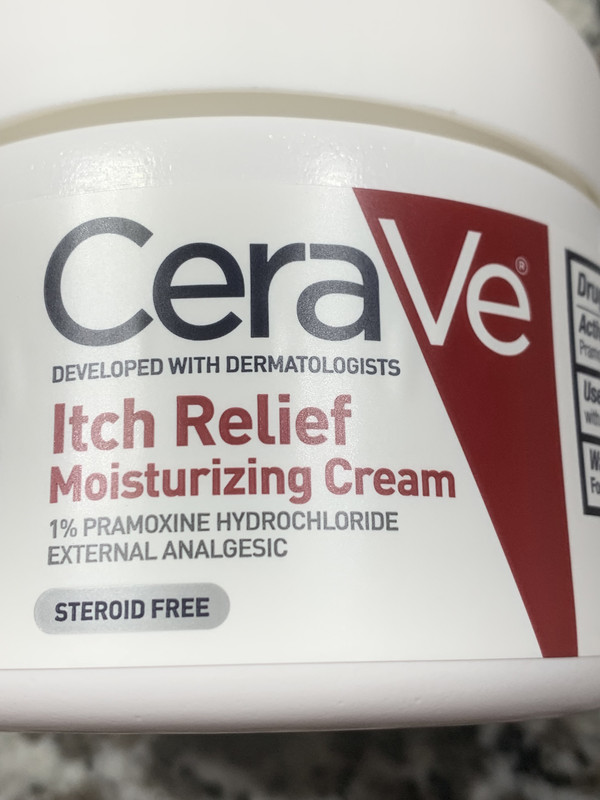 CeraVe®
DEVELOPED WITH DERMATOLOGISTS
Itch Relief
Moisturizing Cream
1% PRAMOXINE HYDROCHLORIDE
EXTERNAL ANALGESIC
STEROID FREE